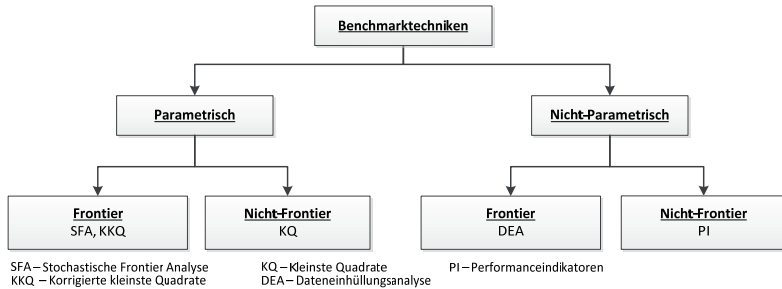 Benchmarktechniken
Parametrisch
Nicht-Parametrisch
Frontier
SFA, KKQ
Nicht-Frontier
KQ
Frontier
DEA
Nicht-Frontier
PI
SFA – Stochastische Frontier Analyse
KKQ – Korrigierte kleinste Quadrate
KQ – Kleinste Quadrate
DEA – Dateneinhüllungsanalyse
PI – Performanceindikatoren